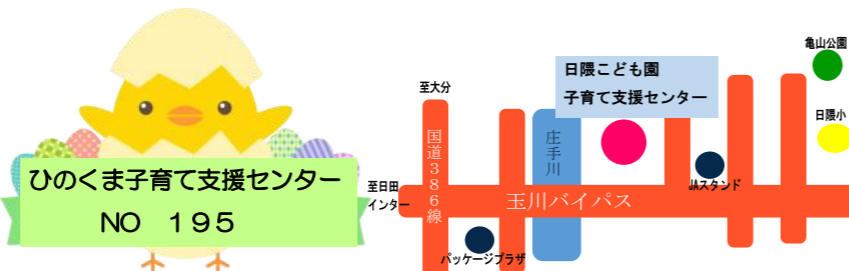 ひのくま子育て支援センター
NO １９５
至大分
日隈こども園
子育て支援センター
亀山公園
日隈小
国道３８６線
庄手川
JAスタンド
至日田
インター
玉川バイパス
パッケージプラザ